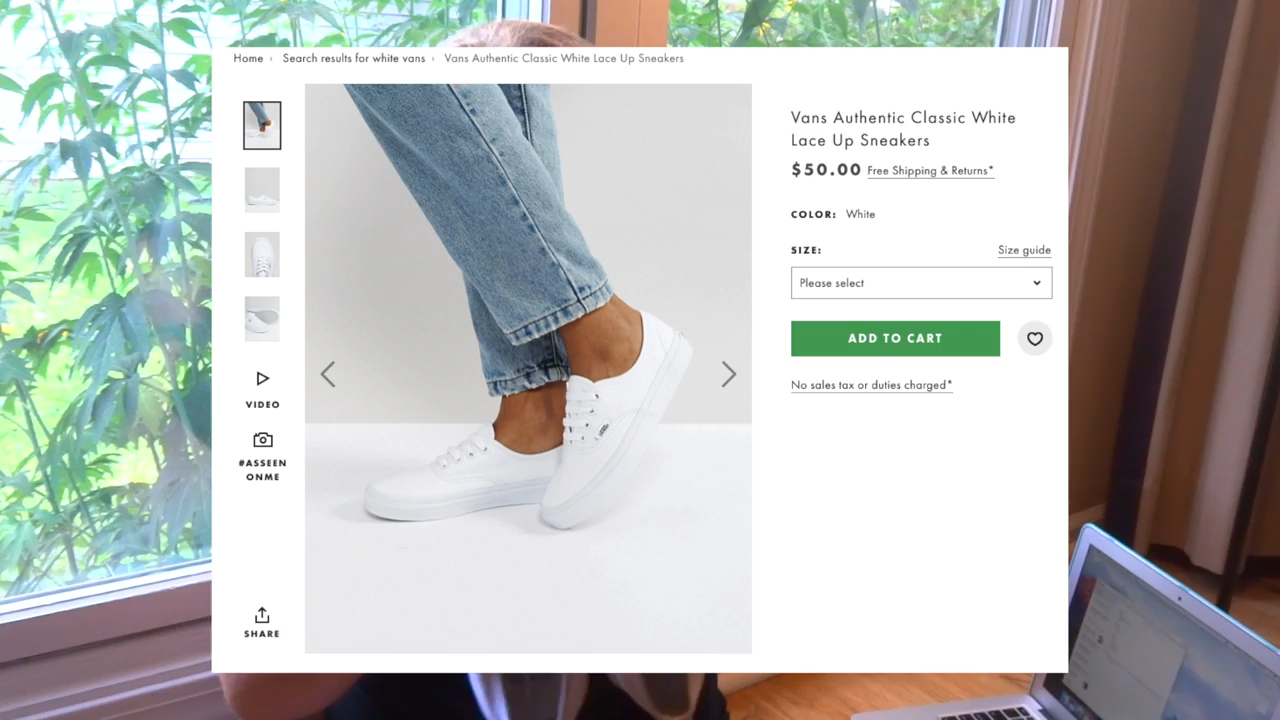 Home › Search results for white vans › Vans Authentic Classic White Lace Up Sneakers
Vans Authentic Classic White
Lace Up Sneakers
$50.00 Free Shipping & Returns*
COLOR: White
SIZE: Size guide
Please select
ADD TO CART
No sales tax or duties charged*
VIDEO
#ASSEEN
ONME
SHARE
VANS